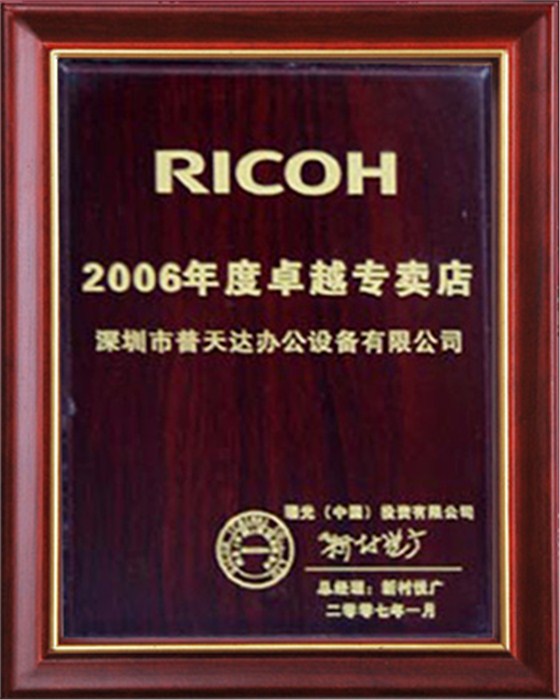 RICOH
2006年度卓越专卖店
深圳市普天达办公设备有限公司
理光（中国）投资有限公司
总经理：新村悦广
二零零七年一月